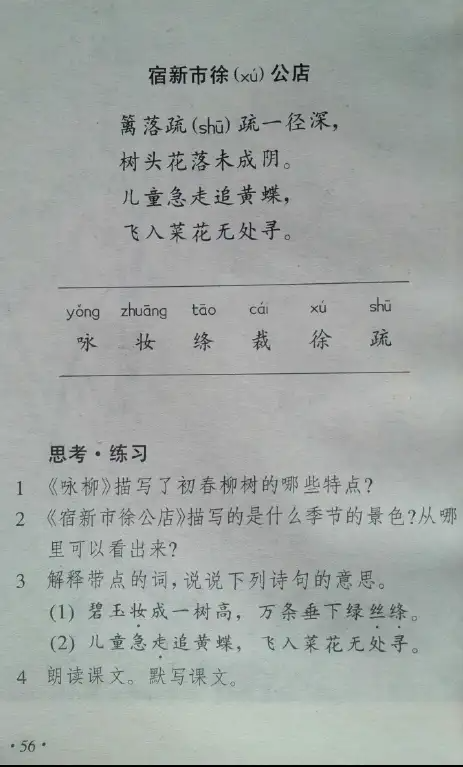 宿新市徐(xú)公店
篱落疏(shū)疏一径深，
树头花落未成阴。
儿童急走追黄蝶，
飞入菜花无处寻。
yǒng zhuāng tāo cái xú shū
咏 妆 绦 裁 徐 疏
思考·练习
1 《咏柳》描写了初春柳树的哪些特点？
2 《宿新市徐公店》描写的是什么季节的景色？从哪
里可以看出来？
3 解释带点的词，说说下列诗句的意思。
(1) 碧玉妆成一树高，万条垂下绿丝绦。
(2) 儿童急走追黄蝶，飞入菜花无处寻。
4 朗读课文。默写课文。
·56·